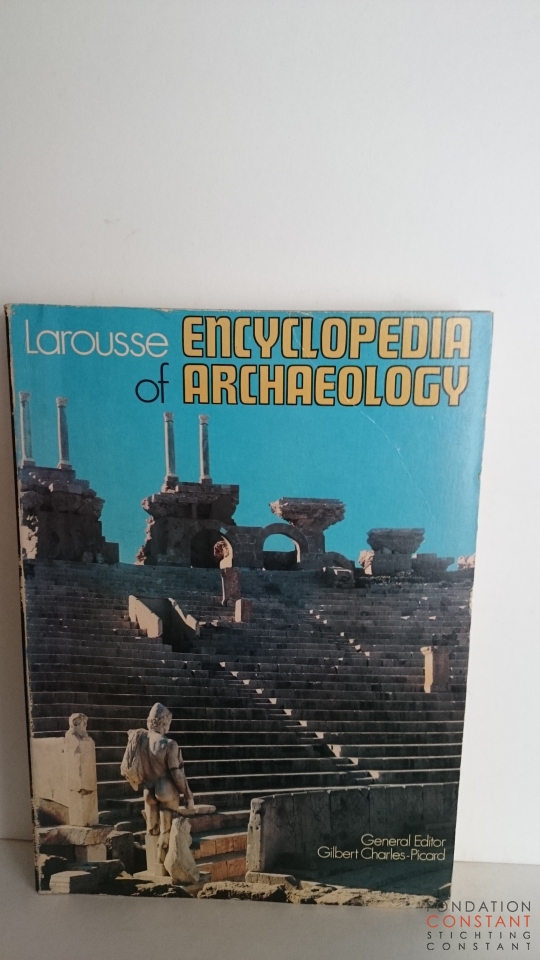 Larousse ENCYCLOPEDIA
of ARCHAEOLOGY
General Editor
Gilbert Charles-Picard
FONDATION
CONSTANT
STICHTING
CONSTANT